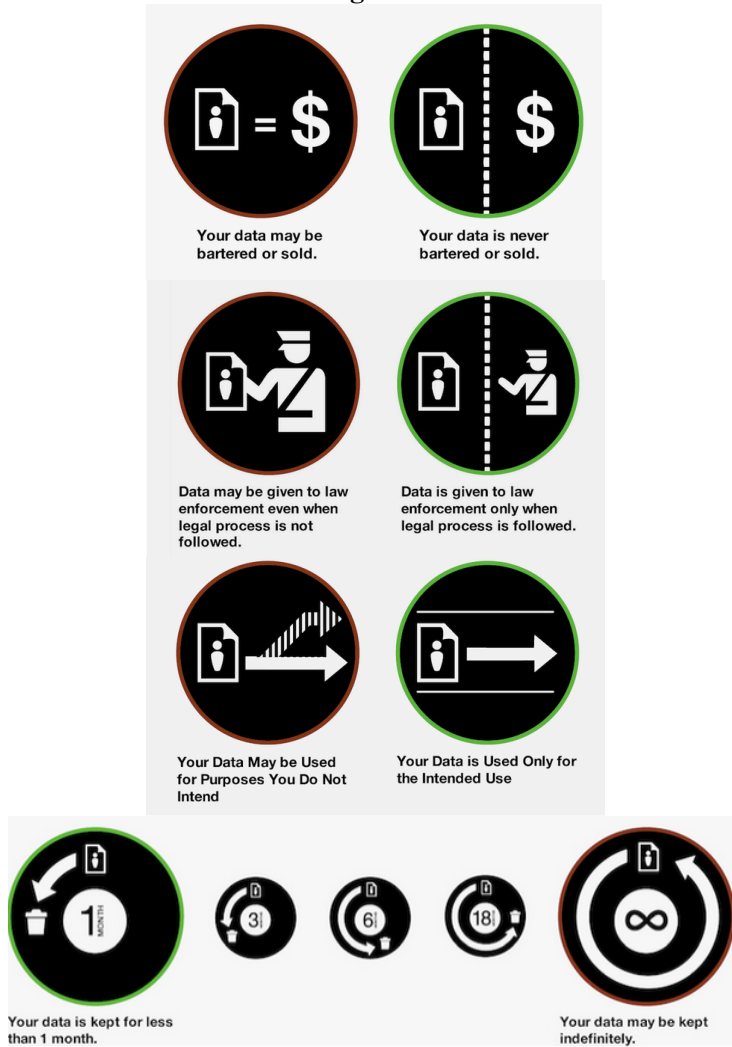 = $
$
Your data may be
bartered or sold.
Your data is never
bartered or sold.
Data may be given to law
enforcement even when
legal process is not
followed.
Data is given to law
enforcement only when
legal process is followed.
Your Data May be Used
for Purposes You Do Not
Intend
Your Data is Used Only for
the Intended Use
1 MONTH
3
6
18
∞
Your data is kept for less
than 1 month.
Your data may be kept
indefinitely.